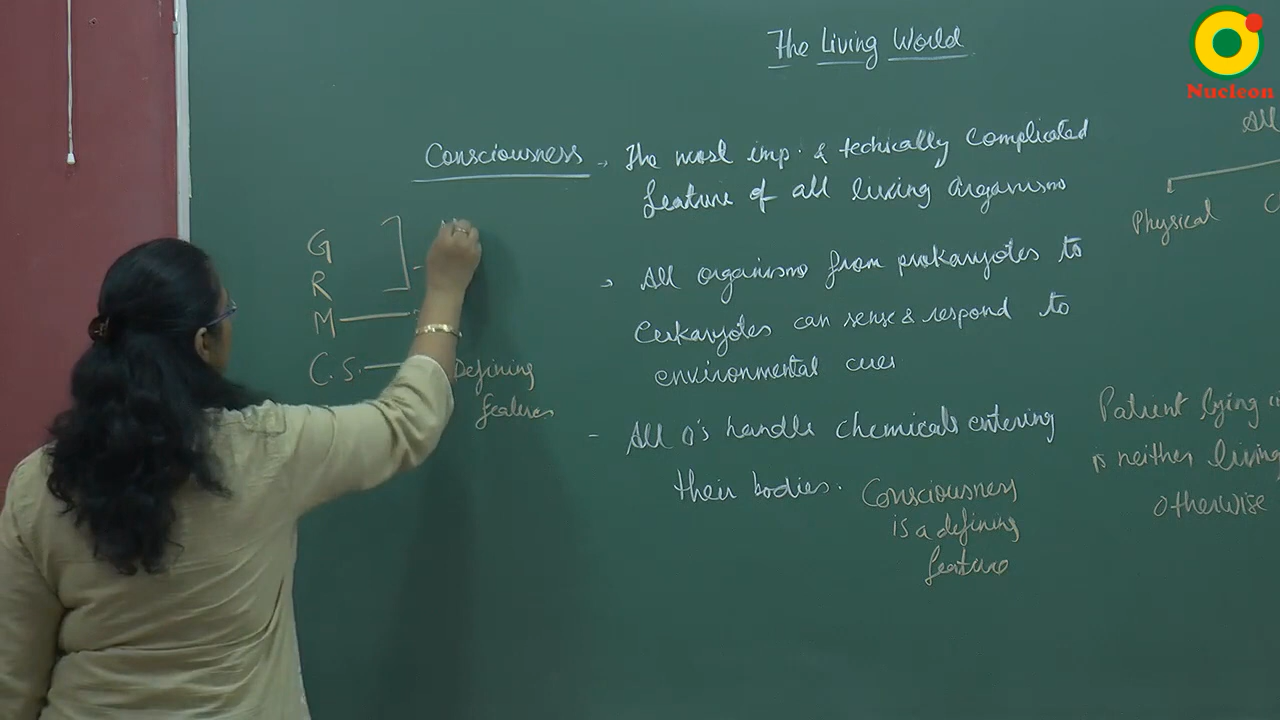 The Living World
Nucleon
Consciousness → The most imp. & techically complicated
feature of all living organisms
→ All organisms from prokaryotes to
Eukaryotes can sense & respond to
environmental cues
- All O's handle chemicals entering
their bodies.
Consciousness
is a defining
feature
G
R
M
C.S. Defining
features
All
Physical C
Patient lying i
is neither living
otherwise